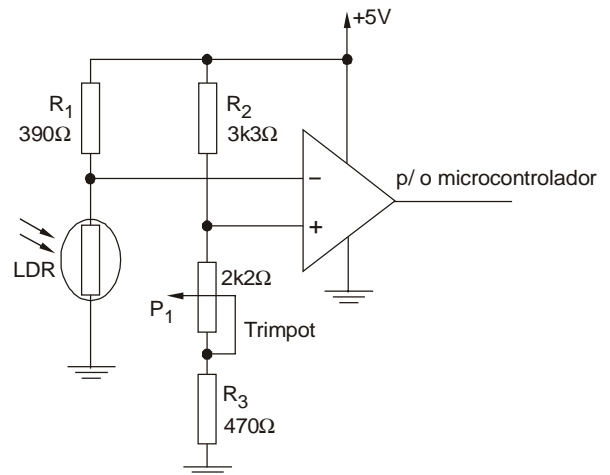 +5V
R1
390Ω
R2
3k3Ω
p/ o microcontrolador
−
+
LDR
2k2Ω
P1
Trimpot
R3
470Ω